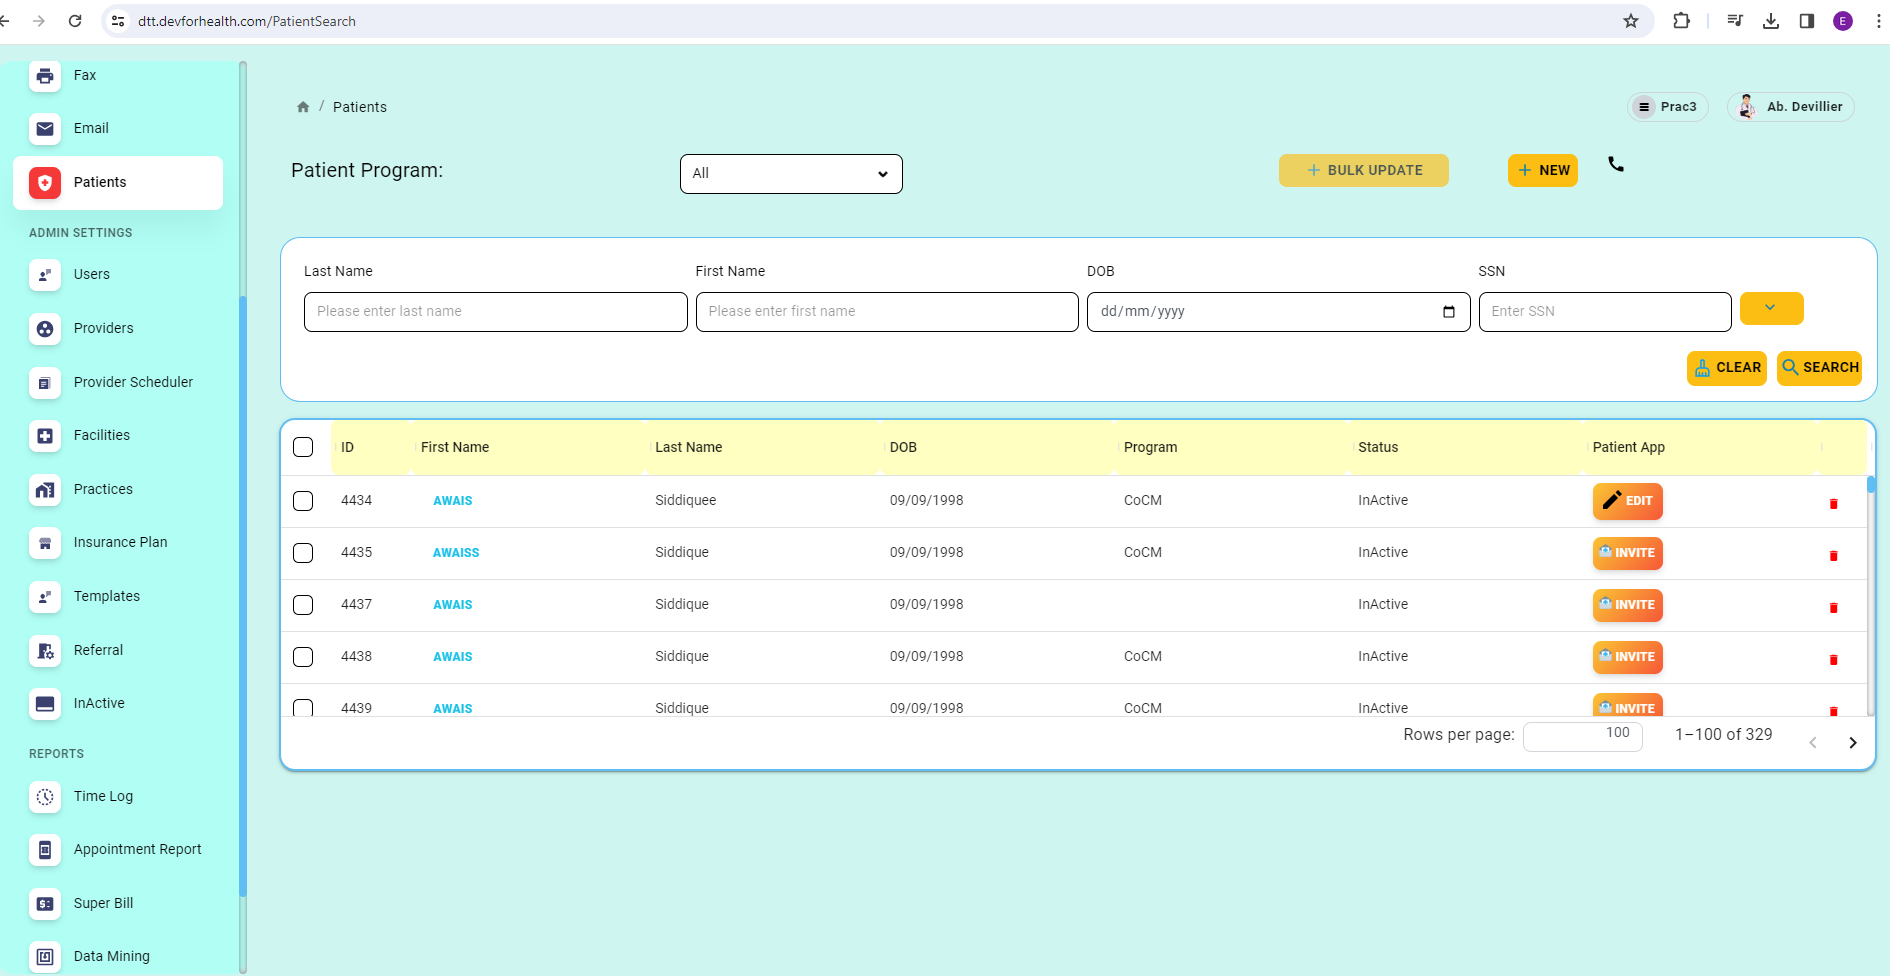 dtt.devforhealth.com/PatientSearch
E
Fax
Email
Patients
ADMIN SETTINGS
Users
Providers
Provider Scheduler
Facilities
Practices
Insurance Plan
Templates
Referral
InActive
REPORTS
Time Log
Appointment Report
Super Bill
Data Mining
/ Patients
Prac3
Ab. Devillier
Patient Program:
All
+ BULK UPDATE
+ NEW
Last Name
First Name
DOB
SSN
Please enter last name
Please enter first name
dd/mm/yyyy
Enter SSN
CLEAR
SEARCH
ID First Name Last Name DOB Program Status Patient App
4434 AWAIS Siddiquee 09/09/1998 CoCM InActive EDIT
4435 AWAISS Siddique 09/09/1998 CoCM InActive INVITE
4437 AWAIS Siddique 09/09/1998 InActive INVITE
4438 AWAIS Siddique 09/09/1998 CoCM InActive INVITE
4439 AWAIS Siddique 09/09/1998 CoCM InActive INVITE
Rows per page: 100 1–100 of 329